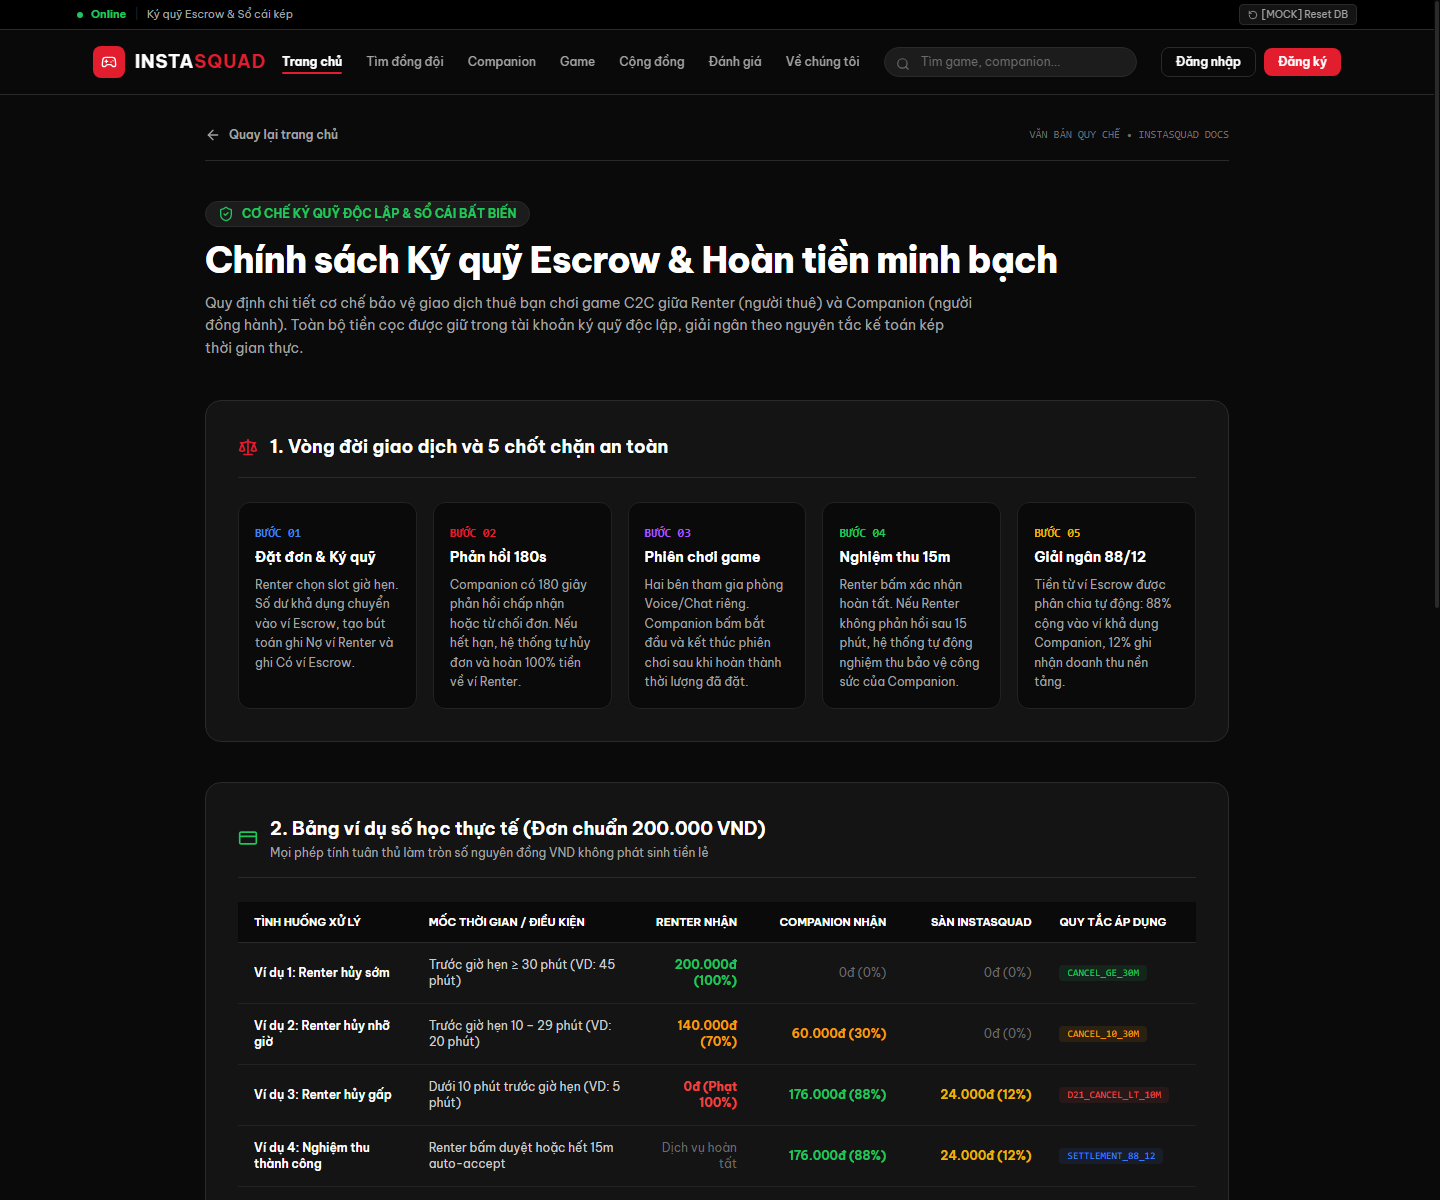 Online
Ký quỹ Escrow & Sổ cái kép
[MOCK] Reset DB
INSTASQUAD
Trang chủ
Tìm đồng đội
Companion
Game
Cộng đồng
Đánh giá
Về chúng tôi
Tìm game, companion...
Đăng nhập
Đăng ký
Quay lại trang chủ
VĂN BẢN QUY CHẾ • INSTASQUAD DOCS
CƠ CHẾ KÝ QUỸ ĐỘC LẬP & SỔ CÁI BẤT BIẾN
Chính sách Ký quỹ Escrow & Hoàn tiền minh bạch
Quy định chi tiết cơ chế bảo vệ giao dịch thuê bạn chơi game C2C giữa Renter (người thuê) và Companion (người
đồng hành). Toàn bộ tiền cọc được giữ trong tài khoản ký quỹ độc lập, giải ngân theo nguyên tắc kế toán kép
thời gian thực.
1. Vòng đời giao dịch và 5 chốt chặn an toàn
BƯỚC 01
Đặt đơn & Ký quỹ
Renter chọn slot giờ hẹn.
Số dư khả dụng chuyển
vào ví Escrow, tạo bút
toán ghi Nợ ví Renter và
ghi Có ví Escrow.
BƯỚC 02
Phản hồi 180s
Companion có 180 giây
phản hồi chấp nhận
hoặc từ chối đơn. Nếu
hết hạn, hệ thống tự hủy
đơn và hoàn 100% tiền
về ví Renter.
BƯỚC 03
Phiên chơi game
Hai bên tham gia phòng
Voice/Chat riêng.
Companion bấm bắt
đầu và kết thúc phiên
chơi sau khi hoàn thành
thời lượng đã đặt.
BƯỚC 04
Nghiệm thu 15m
Renter bấm xác nhận
hoàn tất. Nếu Renter
không phản hồi sau 15
phút, hệ thống tự động
nghiệm thu bảo vệ công
sức của Companion.
BƯỚC 05
Giải ngân 88/12
Tiền từ ví Escrow được
phân chia tự động: 88%
cộng vào ví khả dụng
Companion, 12% ghi
nhận doanh thu nền
tảng.
2. Bảng ví dụ số học thực tế (Đơn chuẩn 200.000 VND)
Mọi phép tính tuân thủ làm tròn số nguyên đồng VND không phát sinh tiền lẻ
TÌNH HUỐNG XỬ LÝ
MỐC THỜI GIAN / ĐIỀU KIỆN
RENTER NHẬN
COMPANION NHẬN
SÀN INSTASQUAD
QUY TẮC ÁP DỤNG
Ví dụ 1: Renter hủy sớm
Trước giờ hẹn ≥ 30 phút (VD: 45
phút)
200.000đ
(100%)
0đ (0%)
0đ (0%)
CANCEL_GE_30M
Ví dụ 2: Renter hủy nhỡ
giờ
Trước giờ hẹn 10 – 29 phút (VD:
20 phút)
140.000đ
(70%)
60.000đ (30%)
0đ (0%)
CANCEL_10_30M
Ví dụ 3: Renter hủy gấp
Dưới 10 phút trước giờ hẹn (VD: 5
phút)
0đ (Phạt
100%)
176.000đ (88%)
24.000đ (12%)
D21_CANCEL_LT_10M
Ví dụ 4: Nghiệm thu
thành công
Renter bấm duyệt hoặc hết 15m
auto-accept
Dịch vụ hoàn
tất
176.000đ (88%)
24.000đ (12%)
SETTLEMENT_88_12